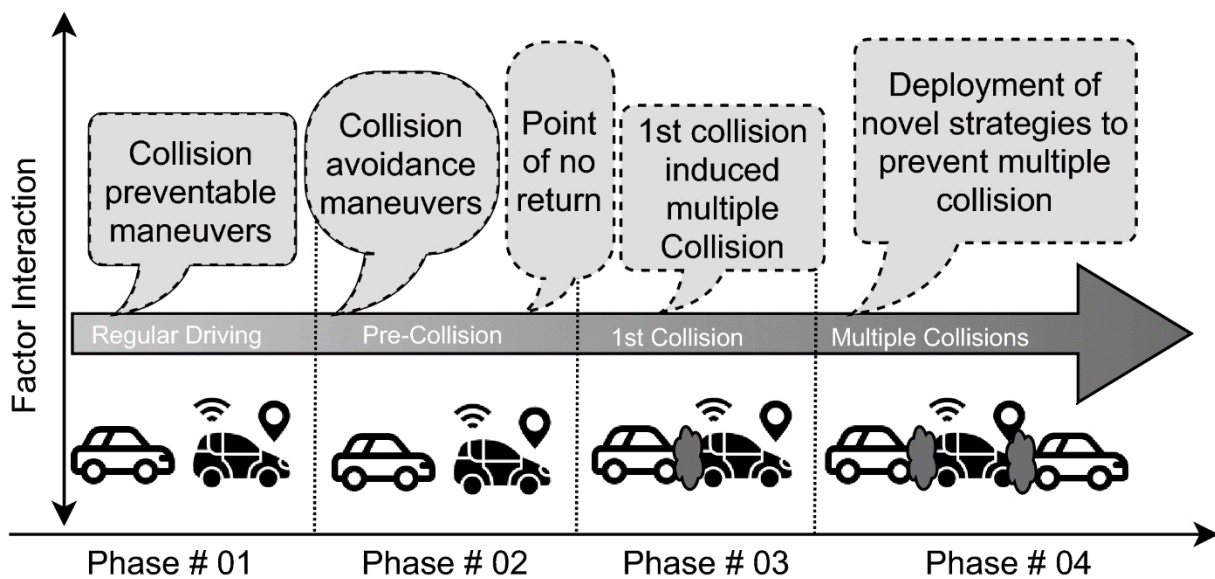 Factor Interaction
Collision
preventable
maneuvers
Collision
avoidance
maneuvers
Point
of no
return
1st collision
induced
multiple
Collision
Deployment of
novel strategies to
prevent multiple
collision
Regular Driving
Pre-Collision
1st Collision
Multiple Collisions
Phase # 01
Phase # 02
Phase # 03
Phase # 04